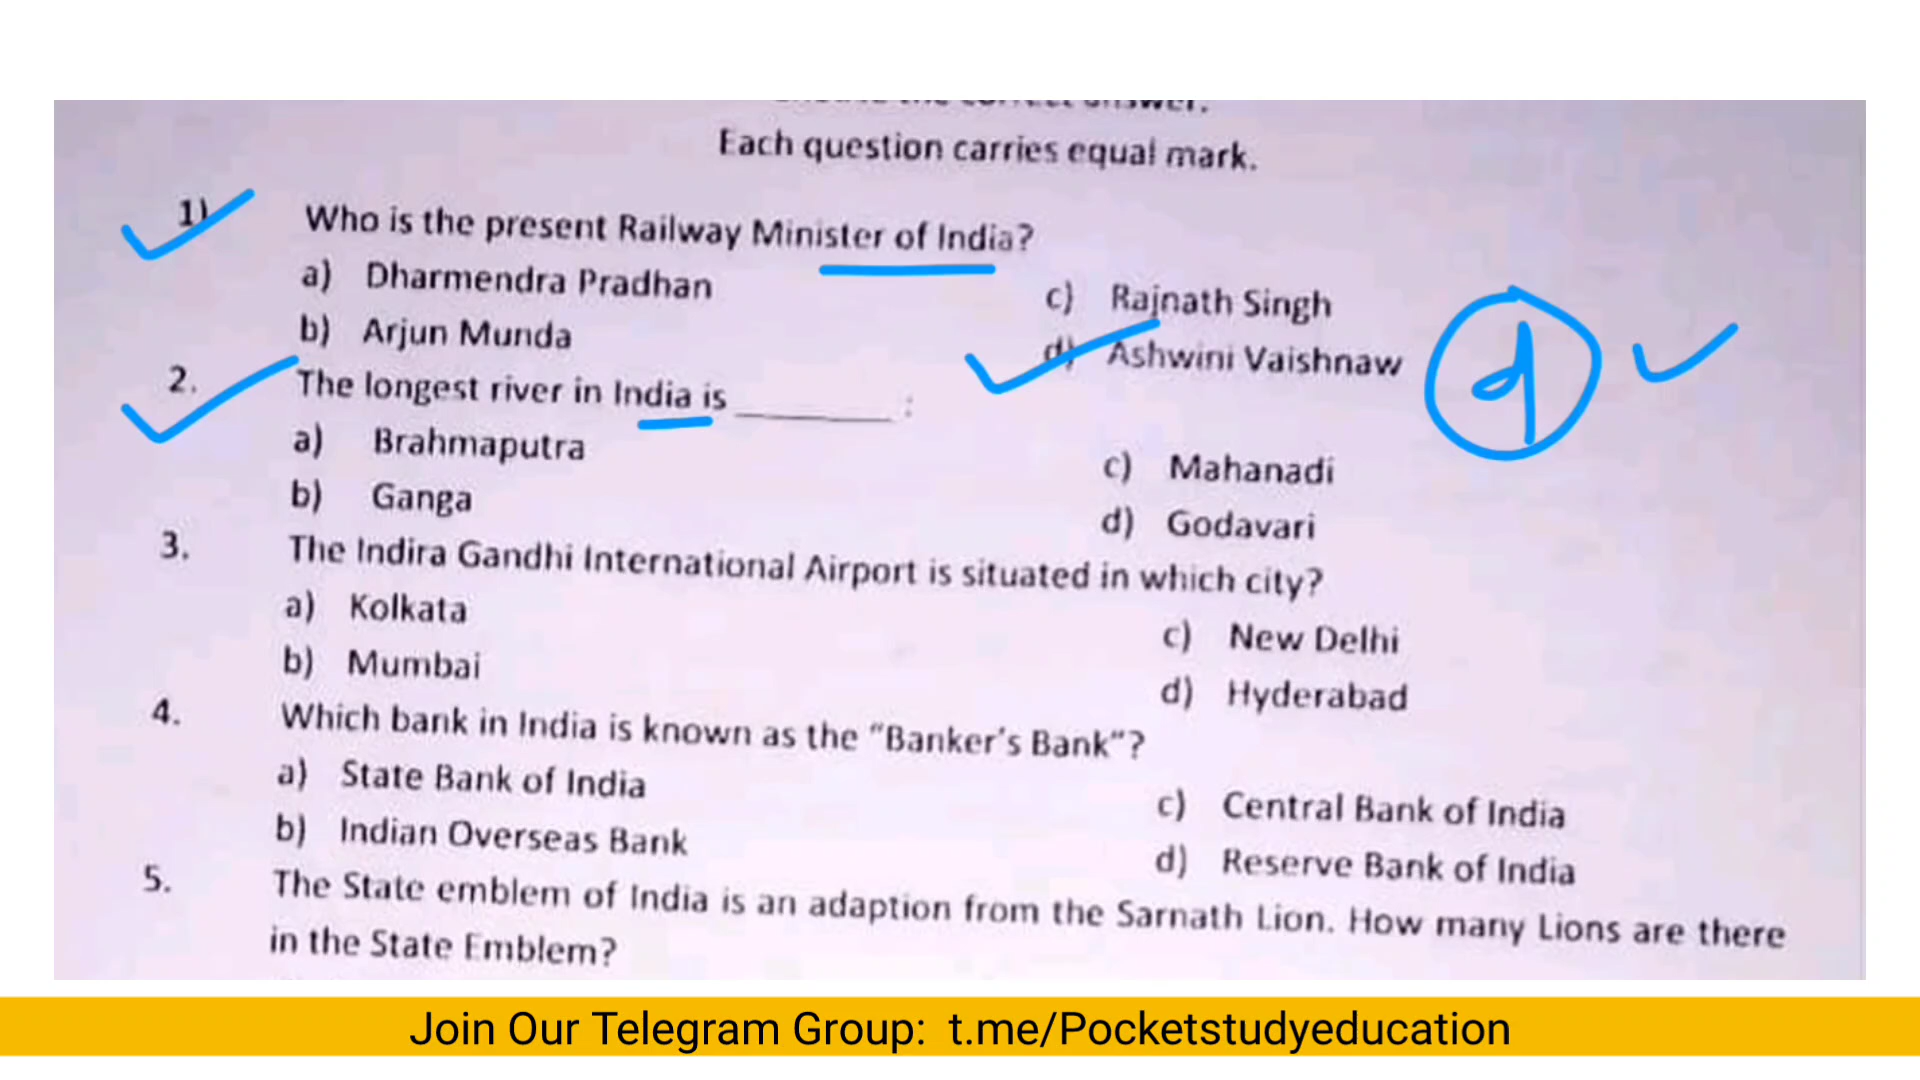 Each question carries equal mark.
1) Who is the present Railway Minister of India?
a) Dharmendra Pradhan c) Rajnath Singh
b) Arjun Munda d) Ashwini Vaishnaw
d
2. The longest river in India is ________ :
a) Brahmaputra c) Mahanadi
b) Ganga d) Godavari
3. The Indira Gandhi International Airport is situated in which city?
a) Kolkata c) New Delhi
b) Mumbai d) Hyderabad
4. Which bank in India is known as the "Banker's Bank"?
a) State Bank of India c) Central Bank of India
b) Indian Overseas Bank d) Reserve Bank of India
5. The State emblem of India is an adaption from the Sarnath Lion. How many Lions are there
in the State Emblem?
Join Our Telegram Group: t.me/Pocketstudyeducation